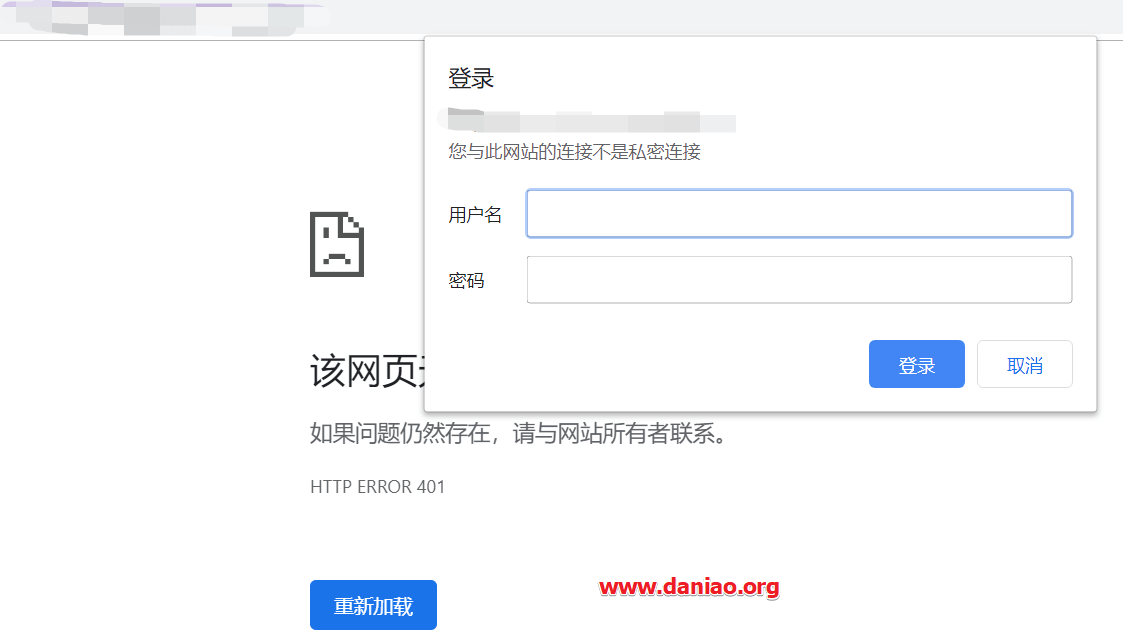 登录
您与此网站的连接不是私密连接
用户名
密码
登录
取消
该网页
如果问题仍然存在，请与网站所有者联系。
HTTP ERROR 401
重新加载
www.daniao.org